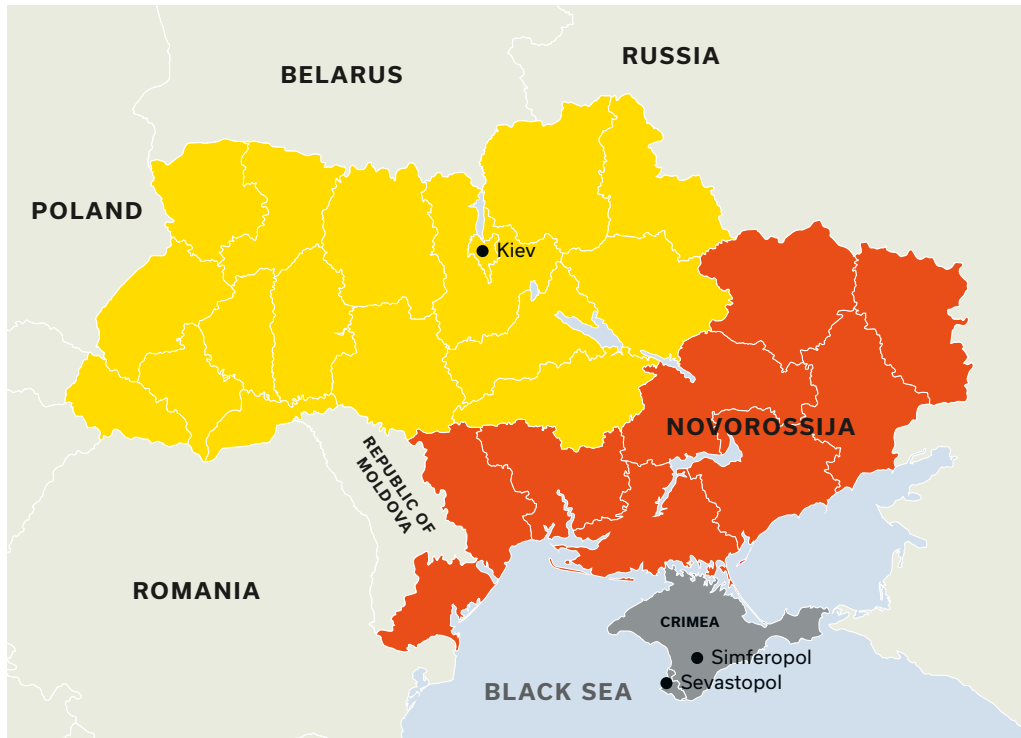 RUSSIA
BELARUS
POLAND
Kiev
NOVOROSSIJA
REPUBLIC OF
MOLDOVA
ROMANIA
CRIMEA
Simferopol
Sevastopol
BLACK SEA